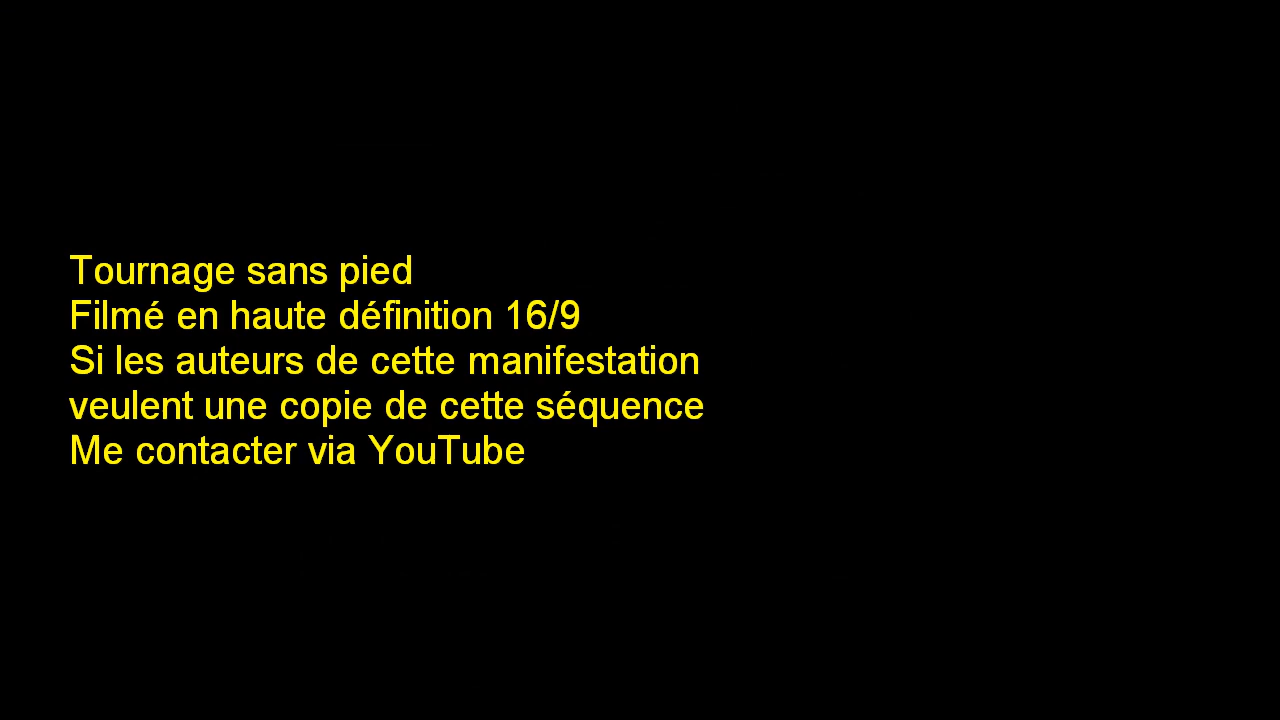 Tournage sans pied
Filmé en haute définition 16/9
Si les auteurs de cette manifestation
veulent une copie de cette séquence
Me contacter via YouTube